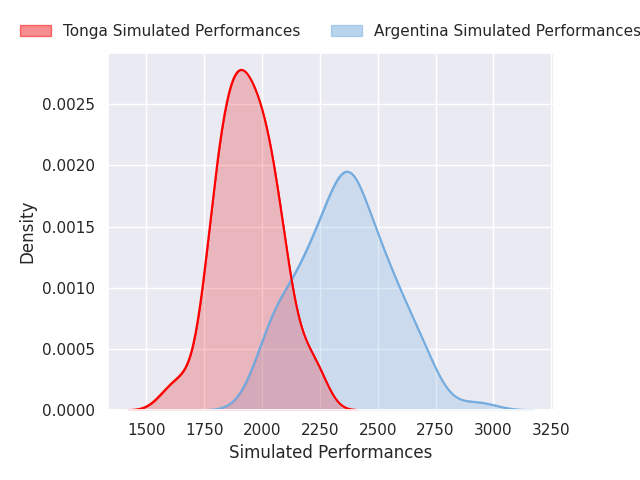 Tonga Simulated Performances Argentina Simulated Performances
0.0025
0.0020
0.0015
0.0010
0.0005
0.0000
Density
1500 1750 2000 2250 2500 2750 3000 3250
Simulated Performances